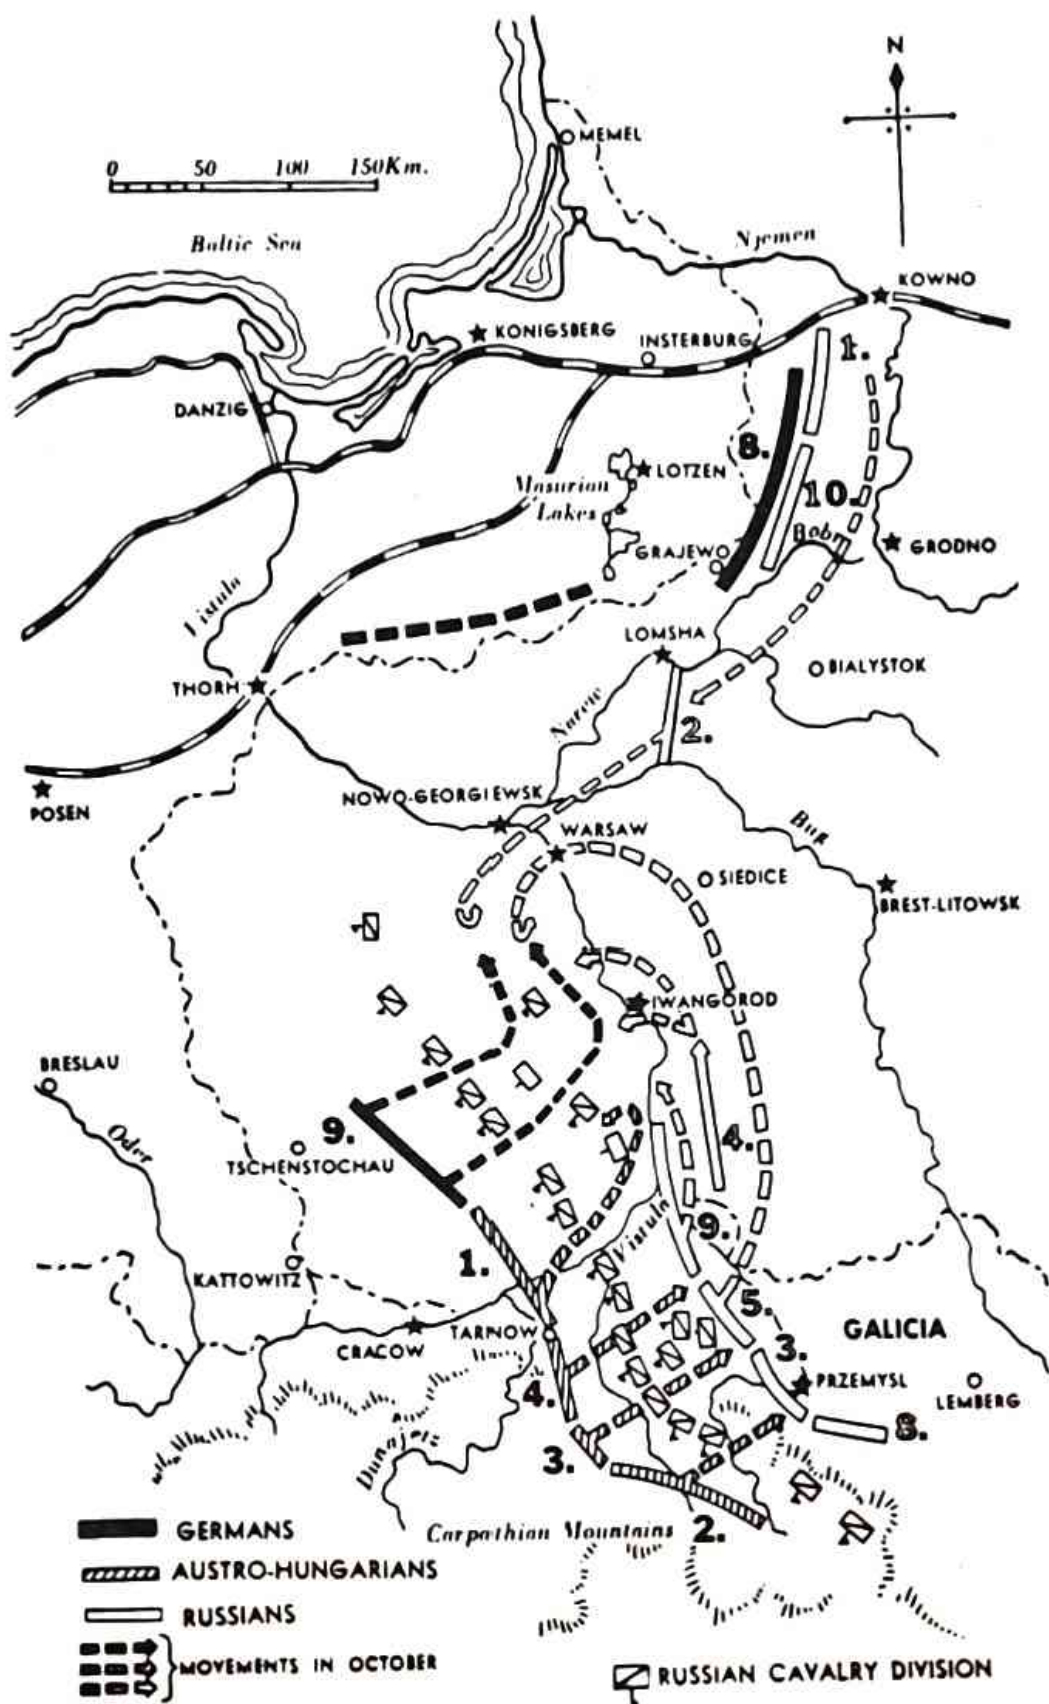 N
MEMEL
0 50 100 150Km.
Baltic Sea
Njemen
KOWNO
KONIGSBERG
INSTERBURG
1.
DANZIG
8.
LOTZEN
Masurian
Lakes
10.
Bobr
GRAJEWO
GRODNO
Vistula
LOMSHA
BIALYSTOK
THORH
Narew
2.
NOWO-GEORGIEWSK
POSEN
WARSAW
Bug
SIEDICE
BREST-LITOWSK
IWANGOROD
BRESLAU
Oder
9.
TSCHENSTOCHAU
4.
9.
Vistula
1.
KATTOWITZ
5.
GALICIA
TARNOW
CRACOW
3.
PRZEMYSL
LEMBERG
4.
Dunajetz
8.
3.
Carpathian Mountains
2.
GERMANS
AUSTRO-HUNGARIANS
RUSSIANS
MOVEMENTS IN OCTOBER
RUSSIAN CAVALRY DIVISION